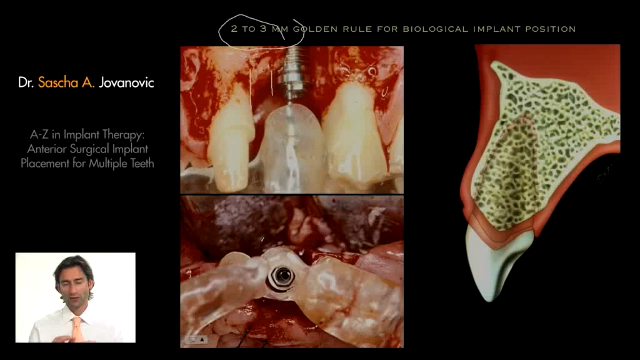 2 TO 3 MM GOLDEN RULE FOR BIOLOGICAL IMPLANT POSITION
Dr. Sascha A. Jovanovic
A-Z in Implant Therapy:
Anterior Surgical Implant
Placement for Multiple Teeth